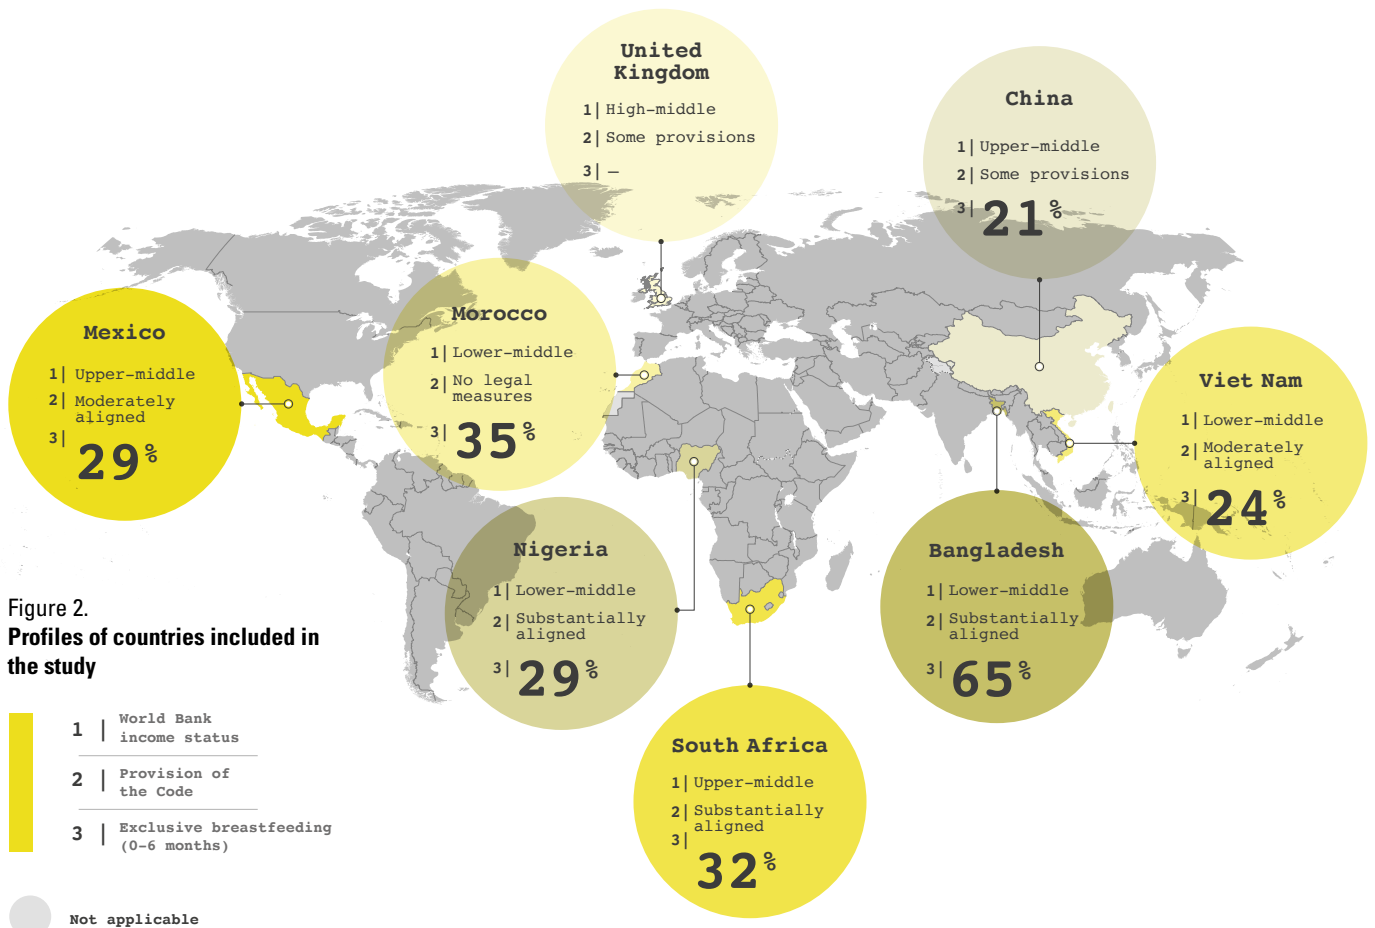 United
Kingdom
1| High-middle
2| Some provisions
3| —
China
1| Upper-middle
2| Some provisions
3| 21%
Mexico
1| Upper-middle
2| Moderately
aligned
3| 29%
Morocco
1| Lower-middle
2| No legal
measures
3| 35%
Viet Nam
1| Lower-middle
2| Moderately
aligned
3| 24%
Nigeria
1| Lower-middle
2| Substantially
aligned
3| 29%
Bangladesh
1| Lower-middle
2| Substantially
aligned
3| 65%
South Africa
1| Upper-middle
2| Substantially
aligned
3| 32%
Figure 2.
Profiles of countries included in
the study
1 | World Bank
income status
2 | Provision of
the Code
3 | Exclusive breastfeeding
(0-6 months)
Not applicable